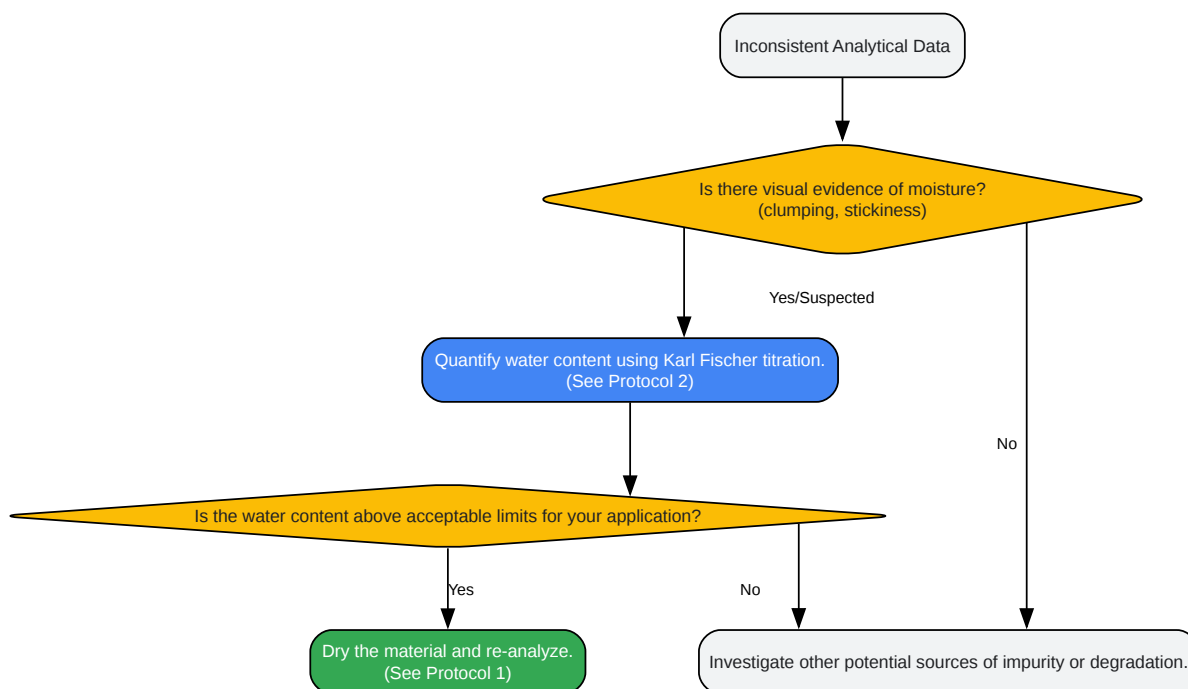 Inconsistent Analytical Data
Is there visual evidence of moisture?
(clumping, stickiness)
Yes/Suspected
Quantify water content using Karl Fischer titration.
(See Protocol 2)
No
Is the water content above acceptable limits for your application?
Yes
No
Dry the material and re-analyze.
(See Protocol 1)
Investigate other potential sources of impurity or degradation.